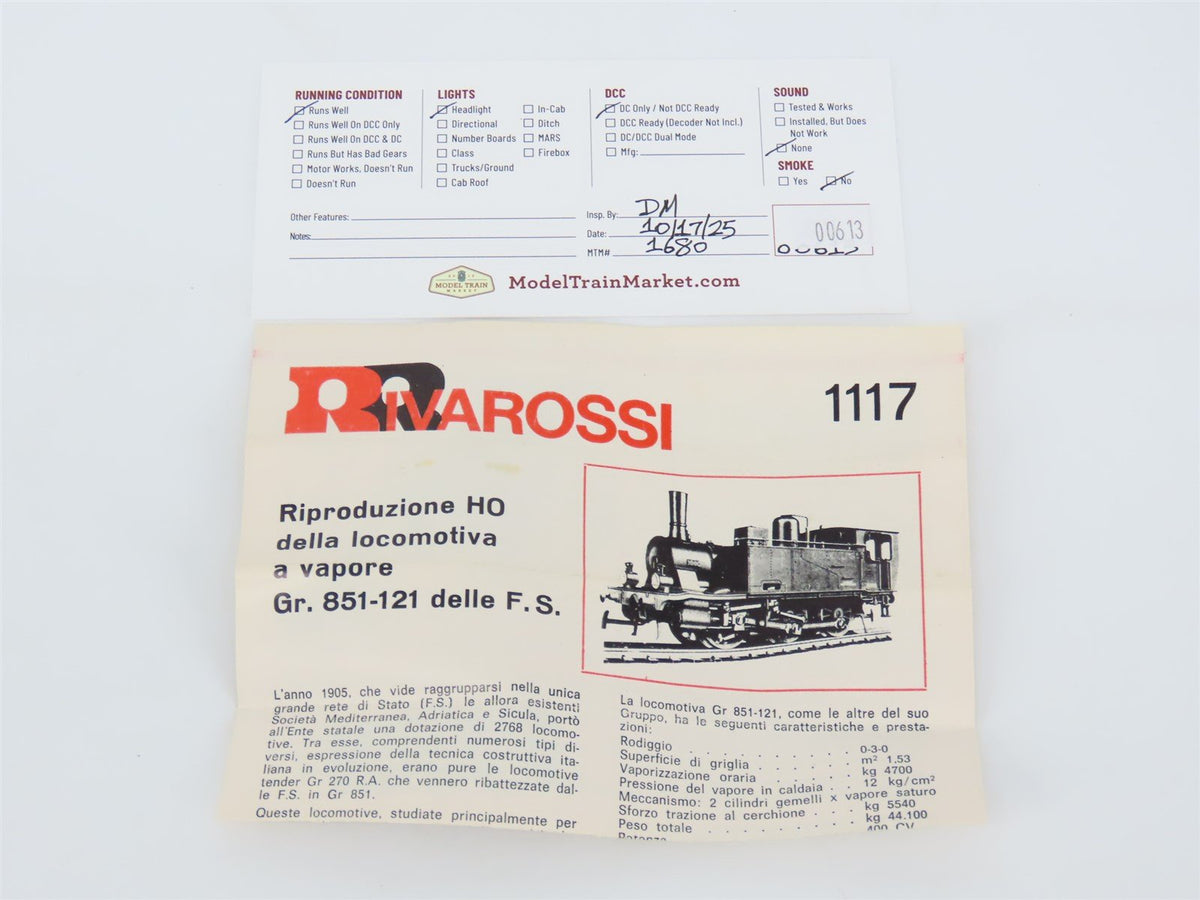 RUNNING CONDITION
Runs Well
Runs Well On DCC Only
Runs Well On DCC & DC
Runs But Has Bad Gears
Motor Works, Doesn't Run
Doesn't Run
LIGHTS
Headlight
Directional
Number Boards
Class
Trucks/Ground
Cab Roof
In-Cab
Ditch
MARS
Firebox
DCC
DC Only / Not DCC Ready
DCC Ready (Decoder Not Incl.)
DC/DCC Dual Mode
Mfg:
SOUND
Tested & Works
Installed, But Does
Not Work
None
SMOKE
Yes No
Other Features:
Notes:
Insp. By: DM
Date: 10/17/25
MTM# 1680
00613
MODEL TRAIN
MARKET
ModelTrainMarket.com
RIVAROSSI
1117
Riproduzione HO
della locomotiva
a vapore
Gr. 851-121 delle F.S.
L'anno 1905, che vide raggrupparsi nella unica
grande rete di Stato (F.S.) le allora esistenti
Società Mediterranea, Adriatica e Sicula, portò
all'Ente statale una dotazione di 2768 locomo-
tive. Tra esse, comprendenti numerosi tipi di-
versi, espressione della tecnica costruttiva ita-
liana in evoluzione, erano pure le locomotive
tender Gr 270 R.A. che vennero ribattezzate dal-
le F.S. in Gr 851.
Queste locomotive, studiate principalmente per
La locomotiva Gr 851-121, come le altre del suo
Gruppo, ha le seguenti caratteristiche e presta-
zioni:
Rodiggio . . . . . . . . . 0-3-0
Superficie di griglia . . . . . . m² 1,53
Vaporizzazione oraria . . . . . kg 4700
Pressione del vapore in caldaia . . 12 kg/cm²
Meccanismo: 2 cilindri gemelli x vapore saturo
Sforzo trazione al cerchione . . . kg 5540
Peso totale . . . . . . . . kg 44.100
Potenza 400 CV